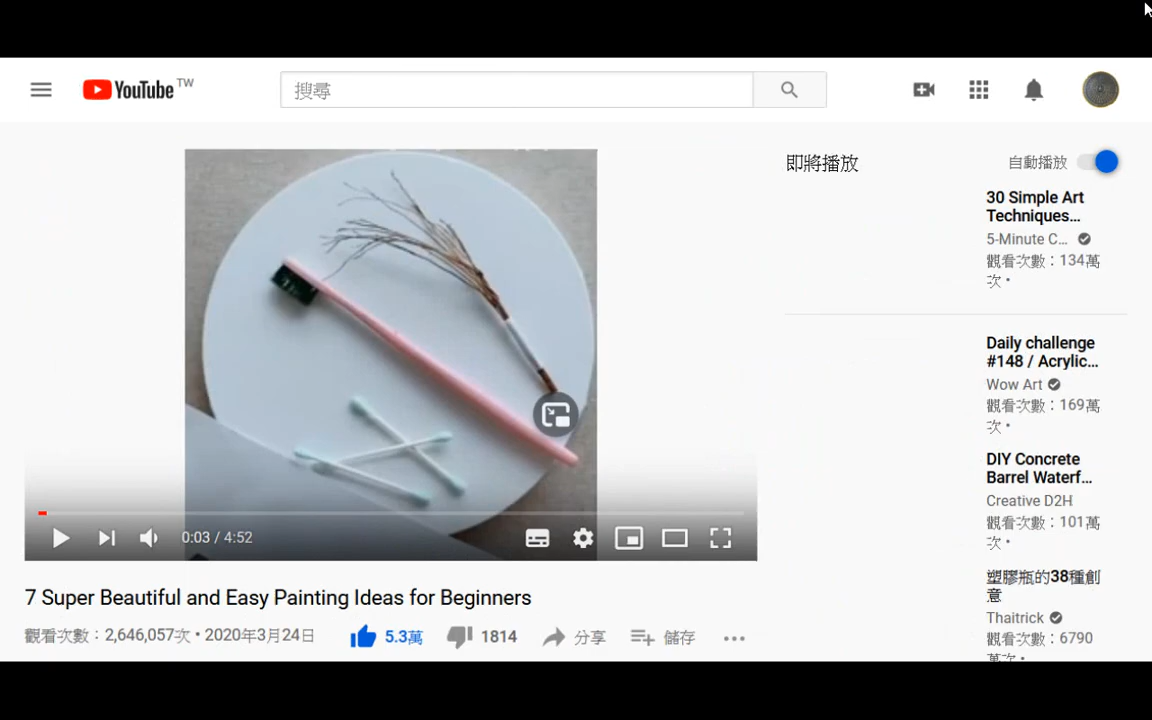 YouTube TW
搜尋
即將播放
自動播放
30 Simple Art
Techniques...
5-Minute C...
觀看次數：134萬
次 •
Daily challenge
#148 / Acrylic...
Wow Art
觀看次數：169萬
次 •
DIY Concrete
Barrel Waterf...
Creative D2H
觀看次數：101萬
次 •
塑膠瓶的38種創
意
Thaitrick
觀看次數：6790
萬次 •
0:03 / 4:52
7 Super Beautiful and Easy Painting Ideas for Beginners
觀看次數：2,646,057次 • 2020年3月24日
5.3萬
1814
分享
儲存